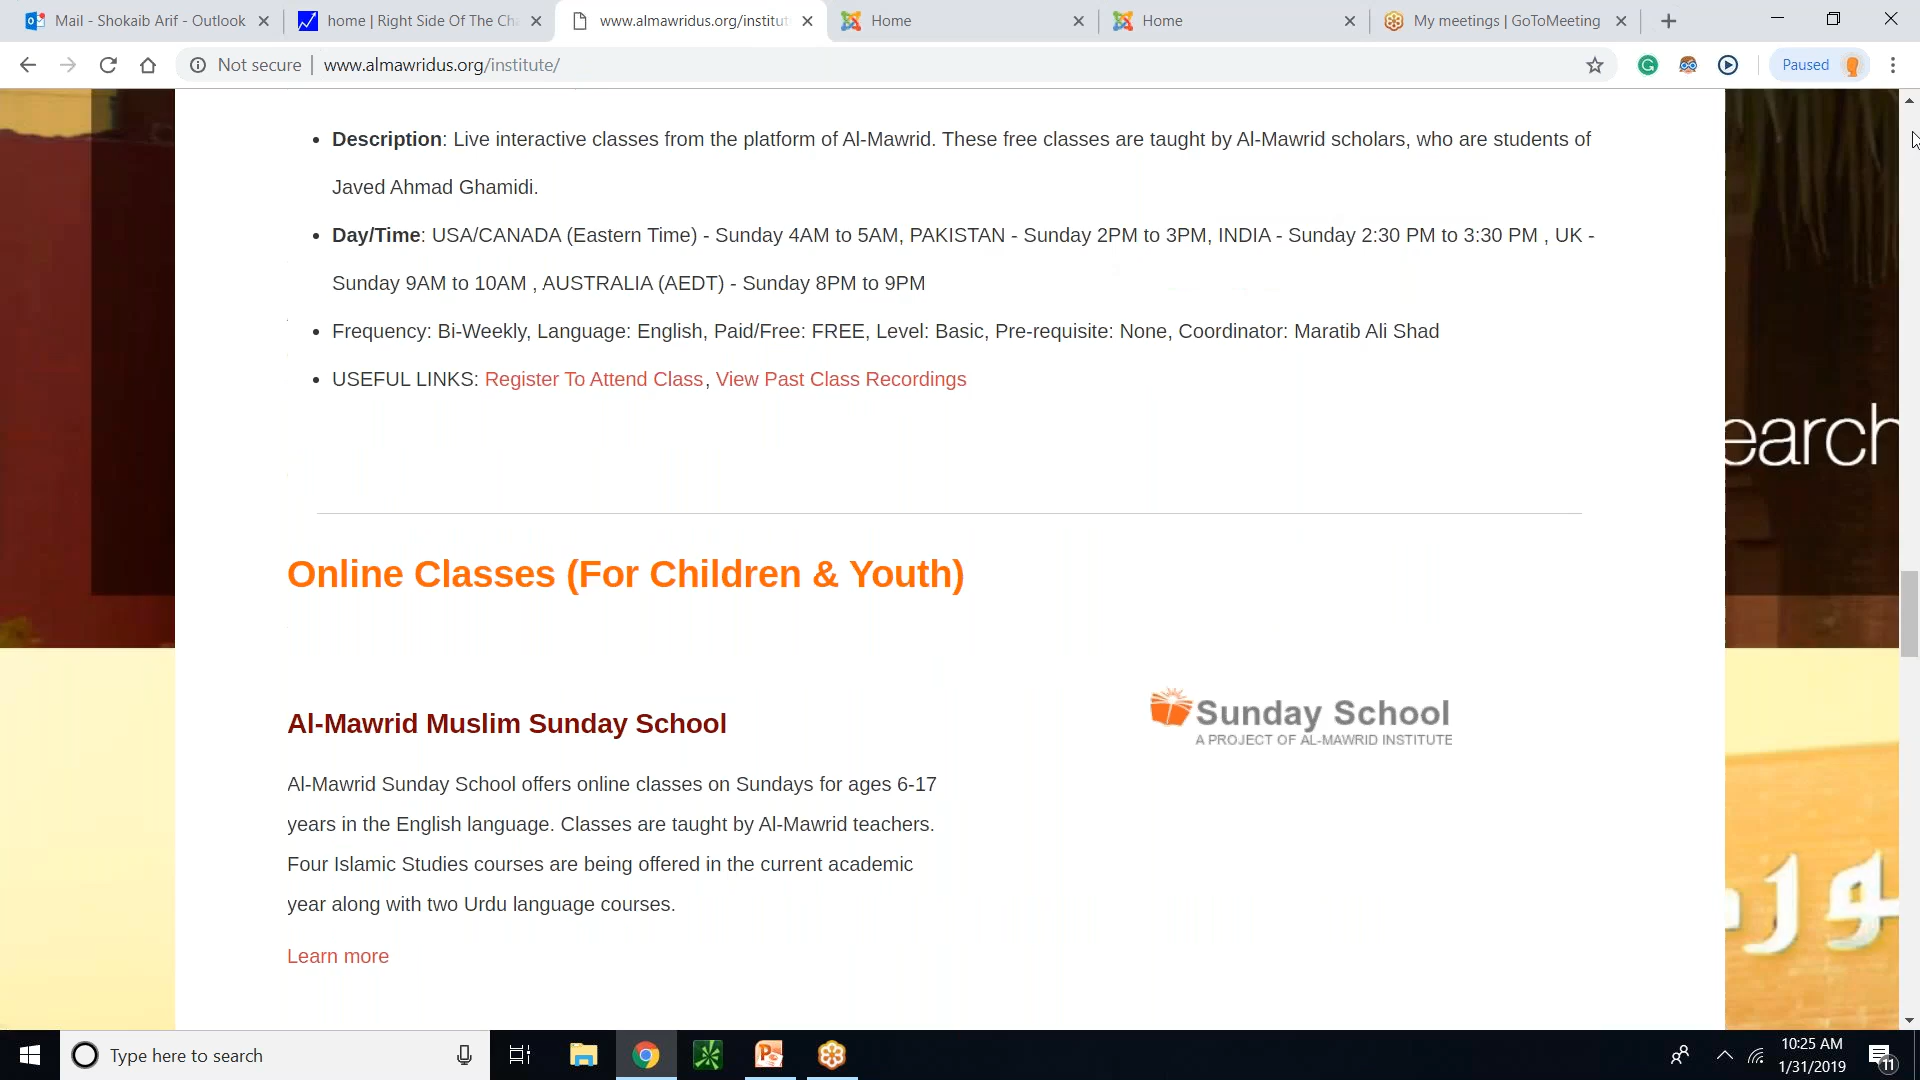 Mail - Shokaib Arif - Outlook
home | Right Side Of The Ch
www.almawridus.org/institut
Home
Home
My meetings | GoToMeeting
Not secure
www.almawridus.org/institute/
Paused
Description: Live interactive classes from the platform of Al-Mawrid. These free classes are taught by Al-Mawrid scholars, who are students of
Javed Ahmad Ghamidi.
Day/Time: USA/CANADA (Eastern Time) - Sunday 4AM to 5AM, PAKISTAN - Sunday 2PM to 3PM, INDIA - Sunday 2:30 PM to 3:30 PM , UK -
Sunday 9AM to 10AM , AUSTRALIA (AEDT) - Sunday 8PM to 9PM
Frequency: Bi-Weekly, Language: English, Paid/Free: FREE, Level: Basic, Pre-requisite: None, Coordinator: Maratib Ali Shad
USEFUL LINKS: Register To Attend Class, View Past Class Recordings
earch
Online Classes (For Children & Youth)
Al-Mawrid Muslim Sunday School
Sunday School
A PROJECT OF AL-MAWRID INSTITUTE
Al-Mawrid Sunday School offers online classes on Sundays for ages 6-17
years in the English language. Classes are taught by Al-Mawrid teachers.
Four Islamic Studies courses are being offered in the current academic
year along with two Urdu language courses.
Learn more
Type here to search
10:25 AM
1/31/2019
11